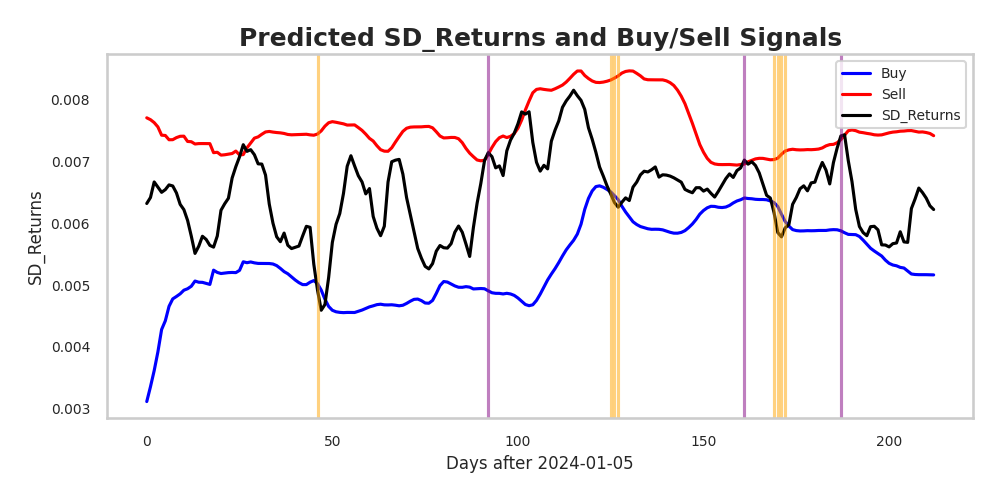 Predicted SD_Returns and Buy/Sell Signals
Buy
Sell
SD_Returns
SD_Returns
0.008
0.007
0.006
0.005
0.004
0.003
0
50
100
150
200
Days after 2024-01-05